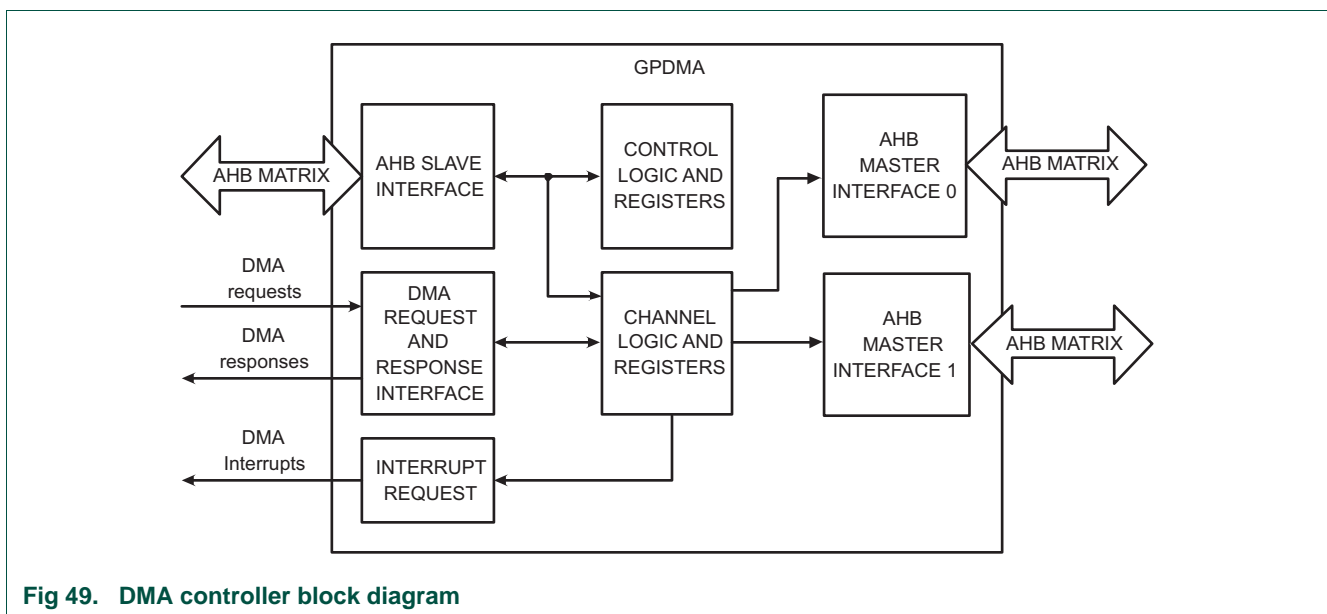 GPDMA
AHB MATRIX
AHB SLAVE
INTERFACE
CONTROL
LOGIC AND
REGISTERS
AHB
MASTER
INTERFACE 0
AHB MATRIX
DMA
requests
DMA
responses
DMA
REQUEST
AND
RESPONSE
INTERFACE
CHANNEL
LOGIC AND
REGISTERS
AHB
MASTER
INTERFACE 1
AHB MATRIX
DMA
Interrupts
INTERRUPT
REQUEST
Fig 49. DMA controller block diagram